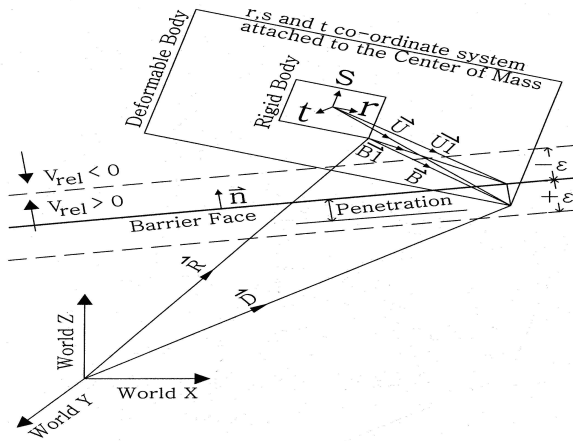 r,s and t co-ordinate system
attached to the Center of Mass
Deformable Body
Rigid Body
S
t
r
U
U1
B1
B
Vrel < 0
Vrel > 0
n
Barrier Face
Penetration
−ε
+ε
R
D
World Z
World X
World Y